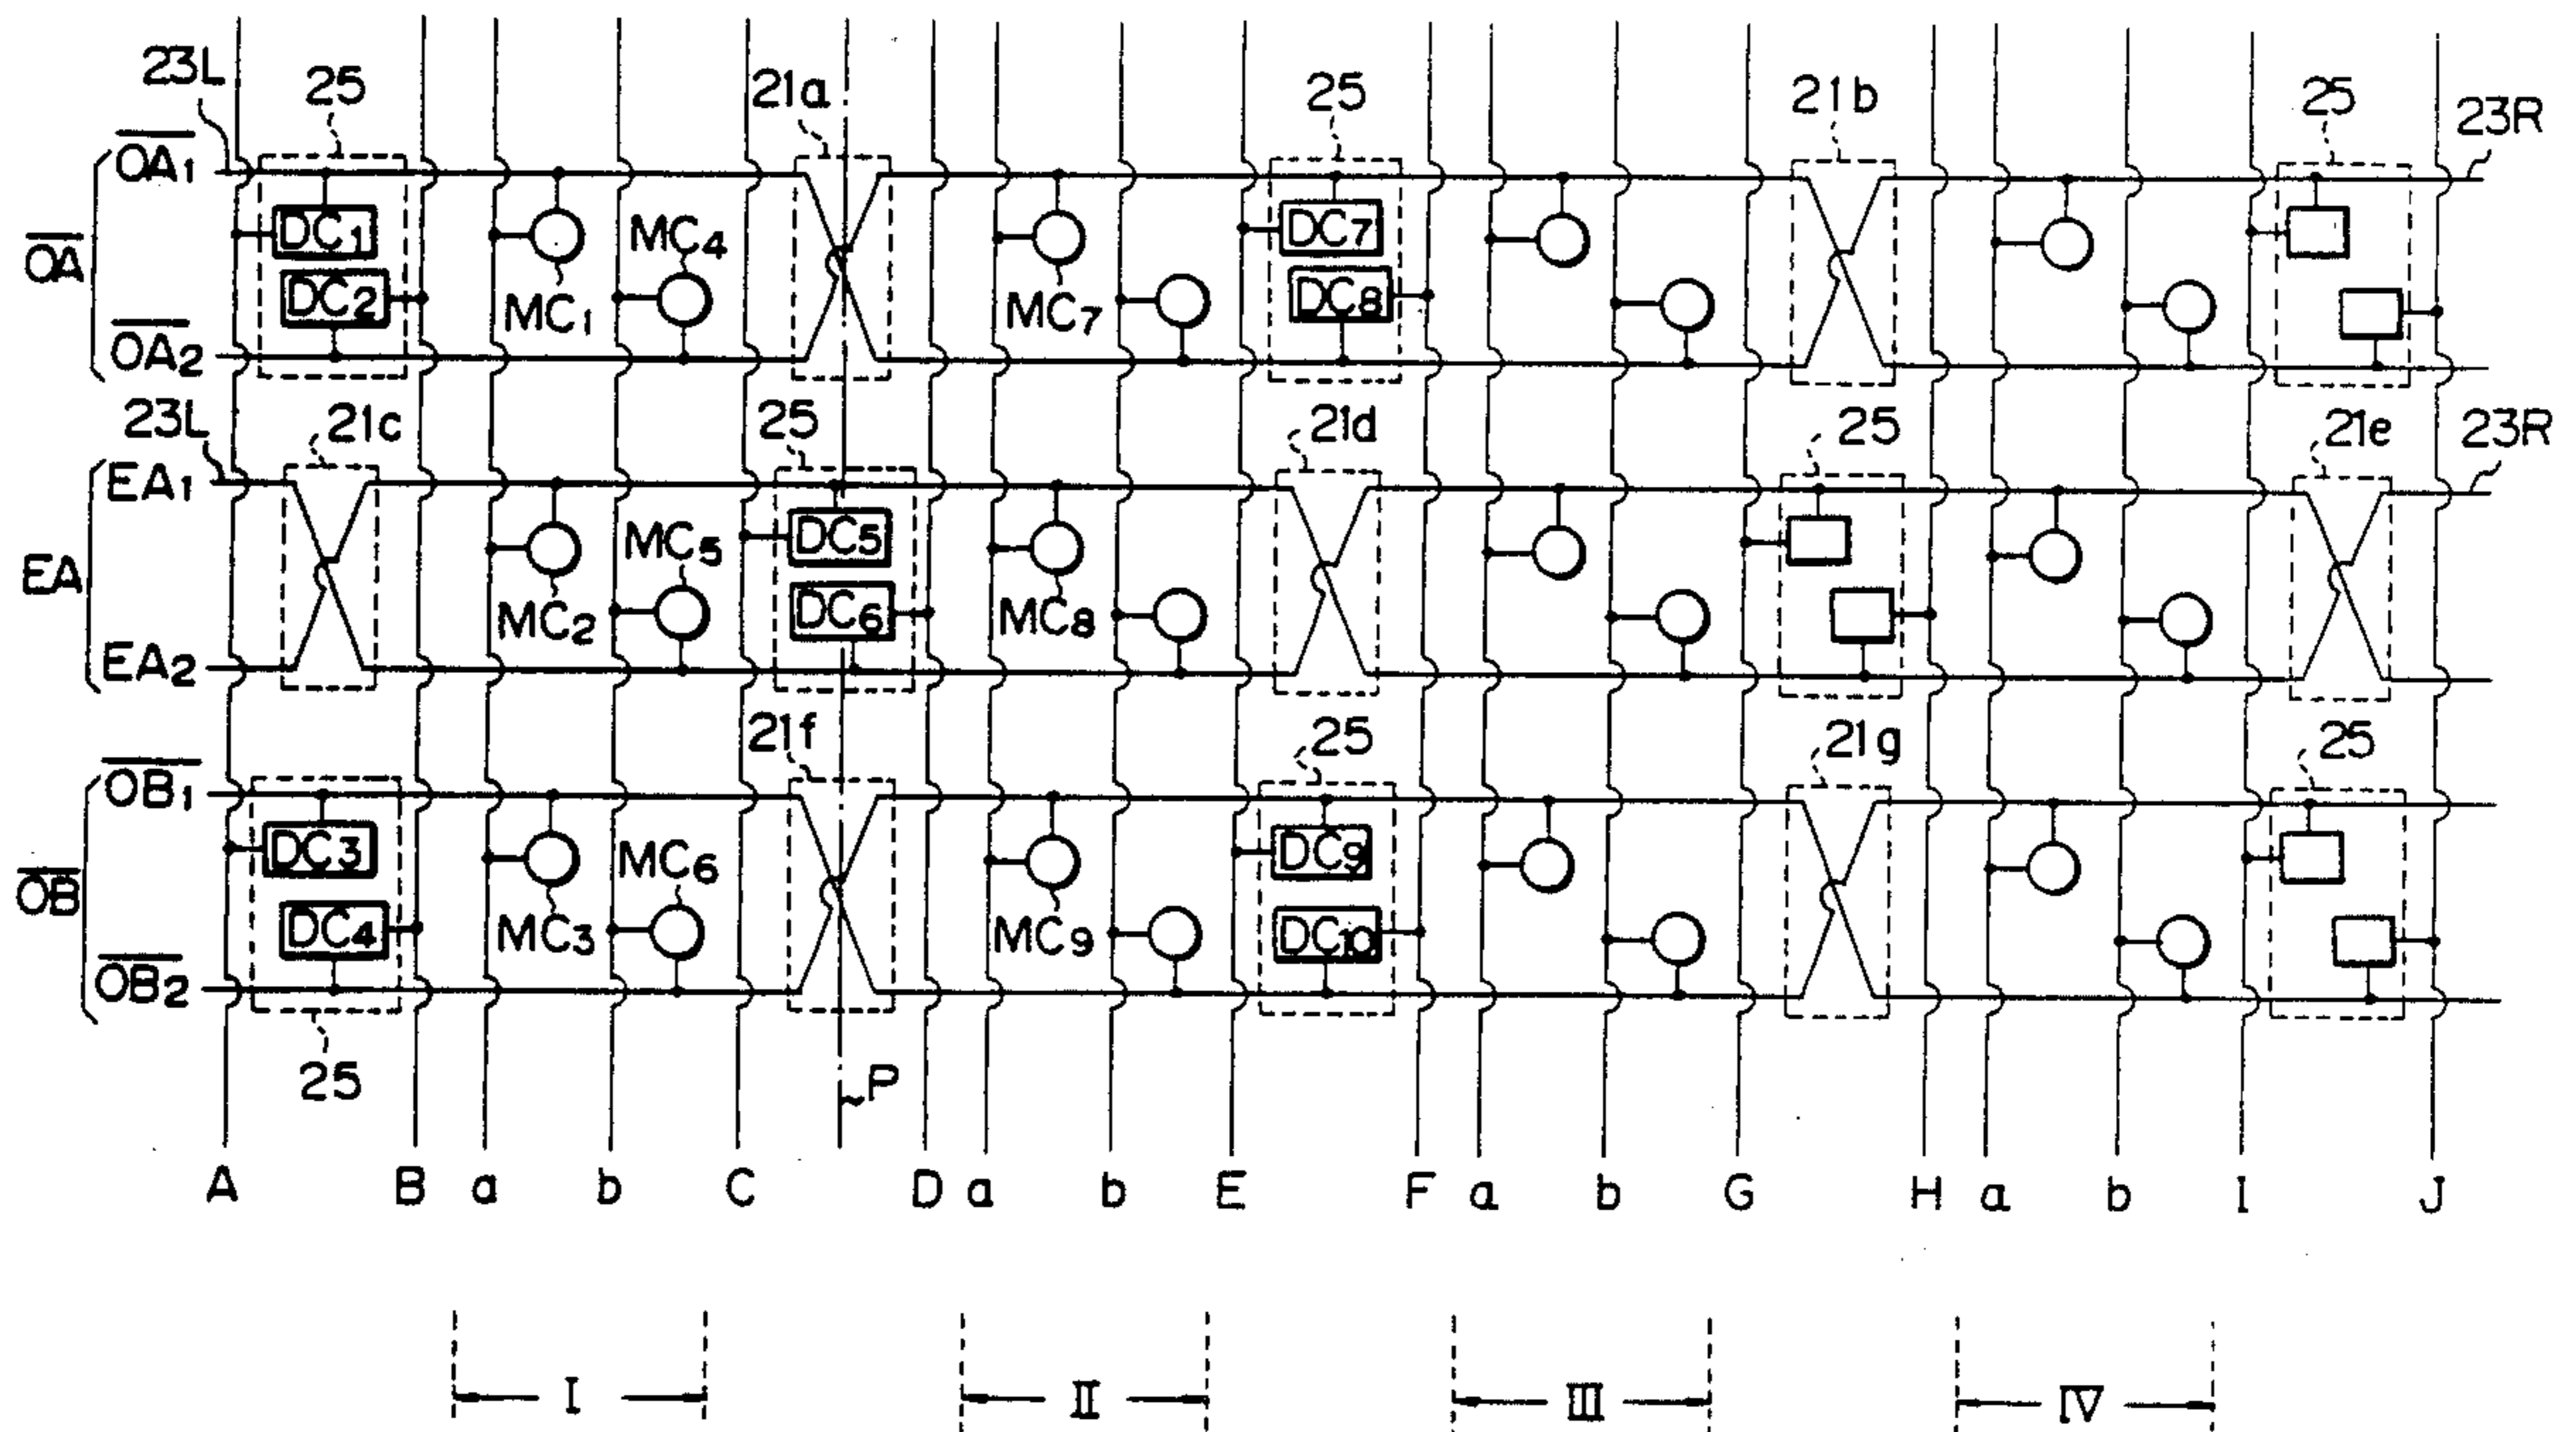 23L 25 21a 25 21b 25 23R
OA1 DC1 MC4 DC7
OA DC2 MC1 MC7 DC8
OA2
23L 21c 25 21d 25 21e 23R
EA1 DC5
EA MC5 DC6
MC2 MC8
EA2
21f 25 21g 25
OB1 DC3 MC6 DC9
OB DC4 MC3 MC9 DC10
OB2
25 P
A B a b C D a b E F a b G H a b I J
I II III IV